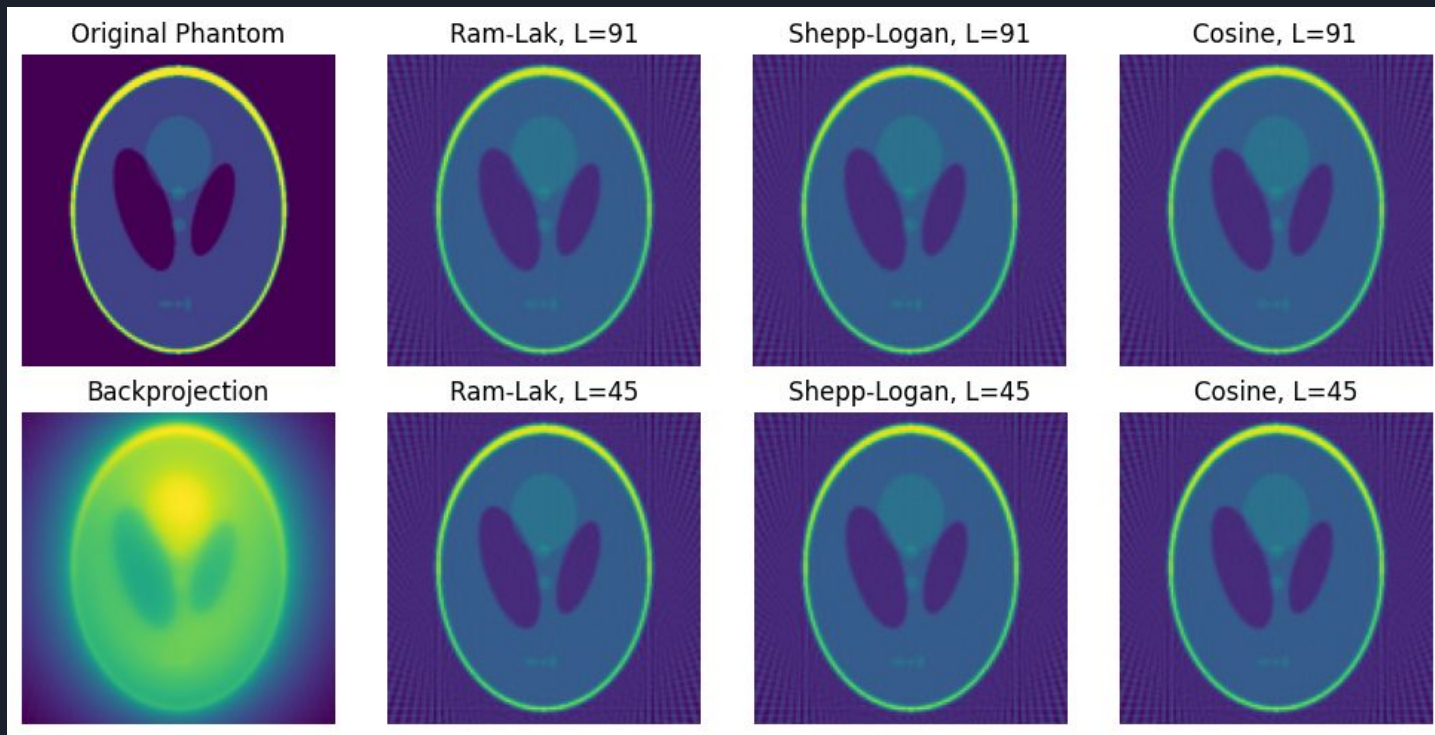 Original Phantom
Ram-Lak, L=91
Shepp-Logan, L=91
Cosine, L=91
Backprojection
Ram-Lak, L=45
Shepp-Logan, L=45
Cosine, L=45